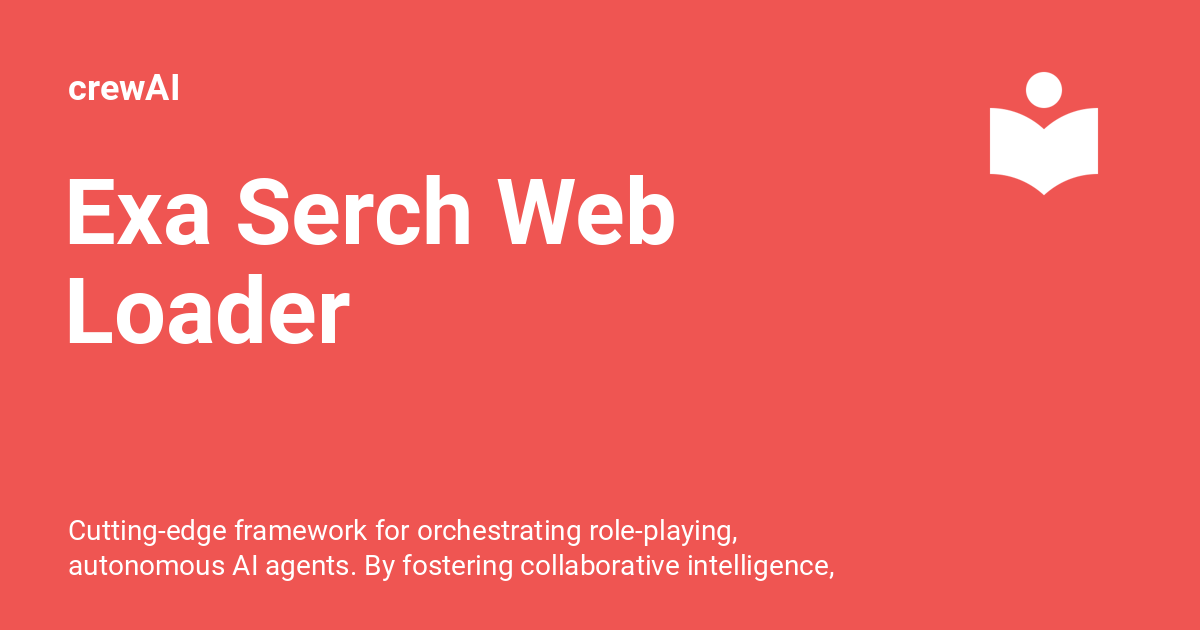 crewAI
Exa Serch Web
Loader
Cutting-edge framework for orchestrating role-playing,
autonomous AI agents. By fostering collaborative intelligence,